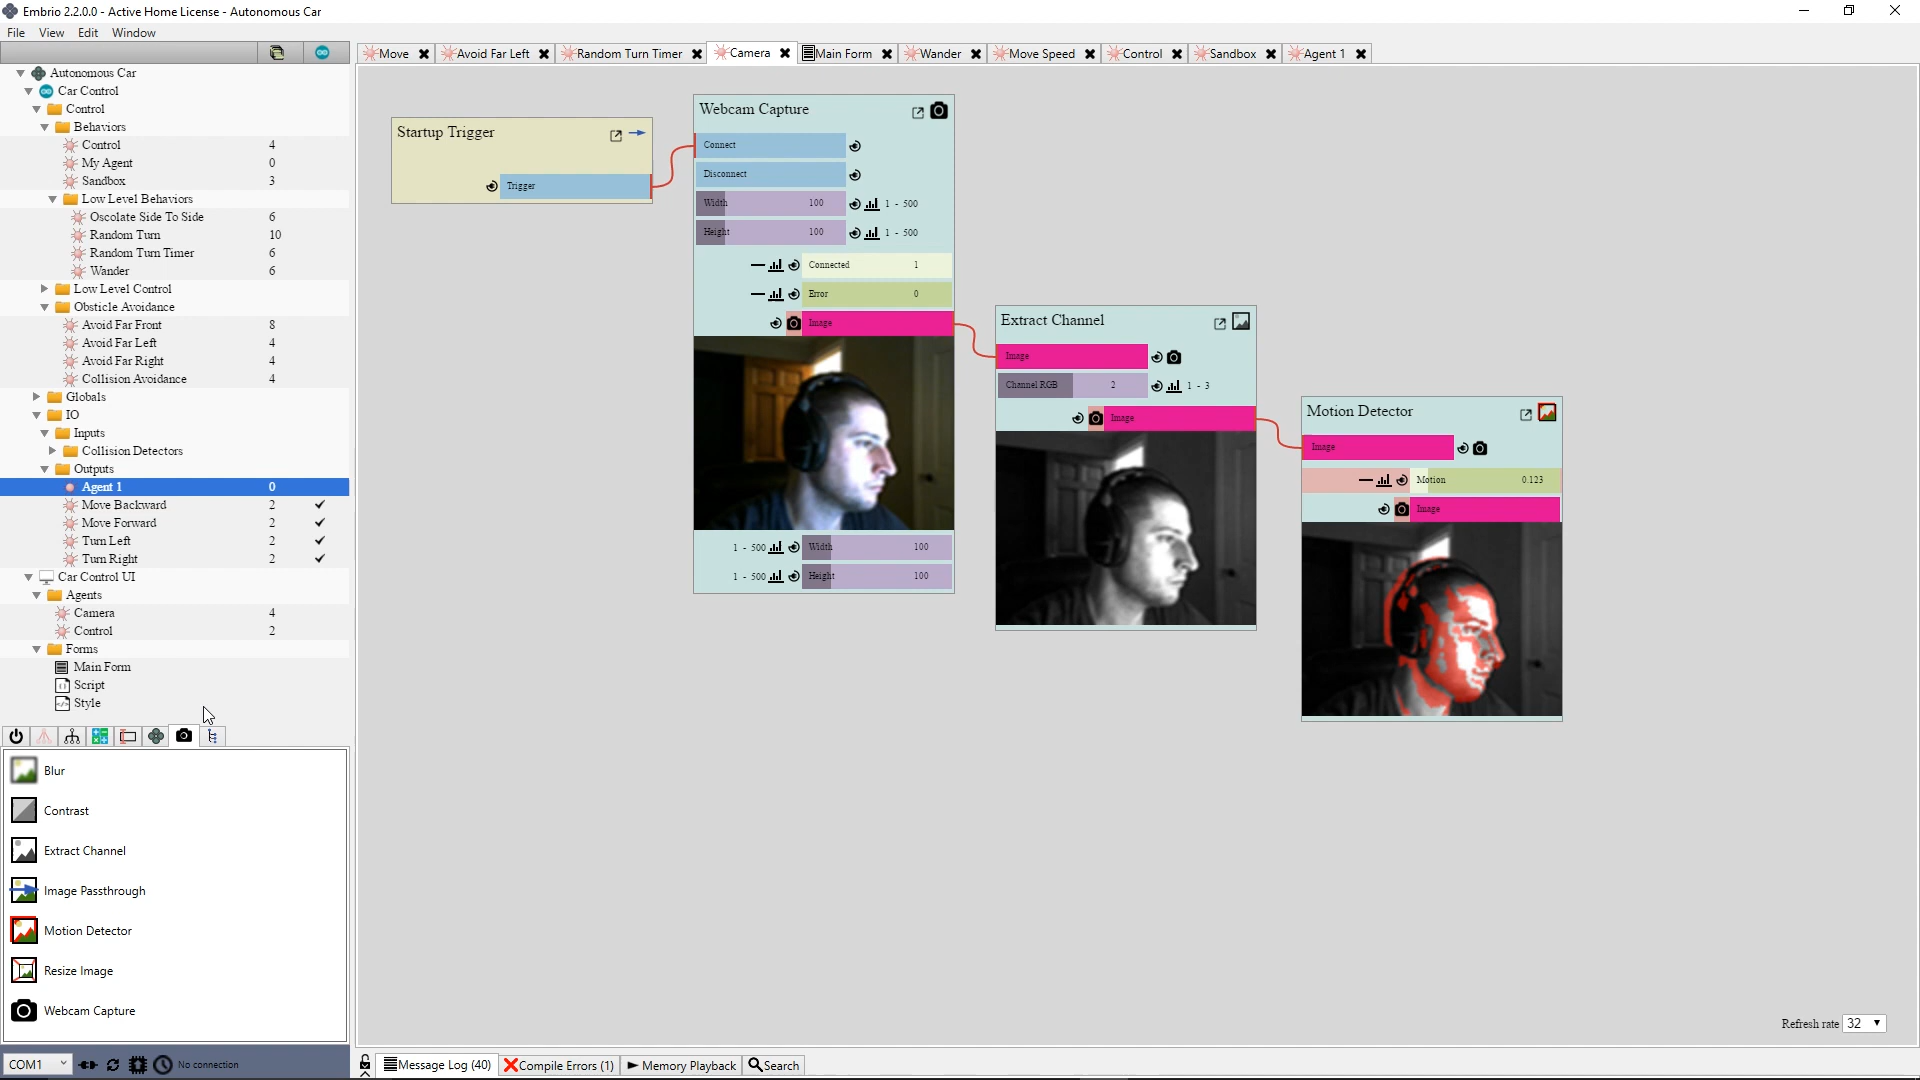 Embrio 2.2.0.0 - Active Home License - Autonomous Car
File View Edit Window
Move Avoid Far Left Random Turn Timer Camera Main Form Wander Move Speed Control Sandbox Agent 1
Autonomous Car
Car Control
Control
Behaviors
Control 4
My Agent 0
Sandbox 3
Low Level Behaviors
Oscolate Side To Side 6
Random Turn 10
Random Turn Timer 6
Wander 6
Low Level Control
Obsticle Avoidance
Avoid Far Front 8
Avoid Far Left 4
Avoid Far Right 4
Collision Avoidance 4
Globals
IO
Inputs
Collision Detectors
Outputs
Agent 1 0
Move Backward 2
Move Forward 2
Turn Left 2
Turn Right 2
Car Control UI
Agents
Camera 4
Control 2
Forms
Main Form
Script
Style
Blur
Contrast
Extract Channel
Image Passthrough
Motion Detector
Resize Image
Webcam Capture
COM1 No connection
Startup Trigger
Trigger
Webcam Capture
Connect
Disconnect
Width 100 1 - 500
Height 100 1 - 500
Connected 1
Error 0
Image
1 - 500 Width 100
1 - 500 Height 100
Extract Channel
Image
Channel RGB 2 1 - 3
Image
Motion Detector
Image
Motion 0.123
Image
Refresh rate 32
Message Log (40) Compile Errors (1) Memory Playback Search